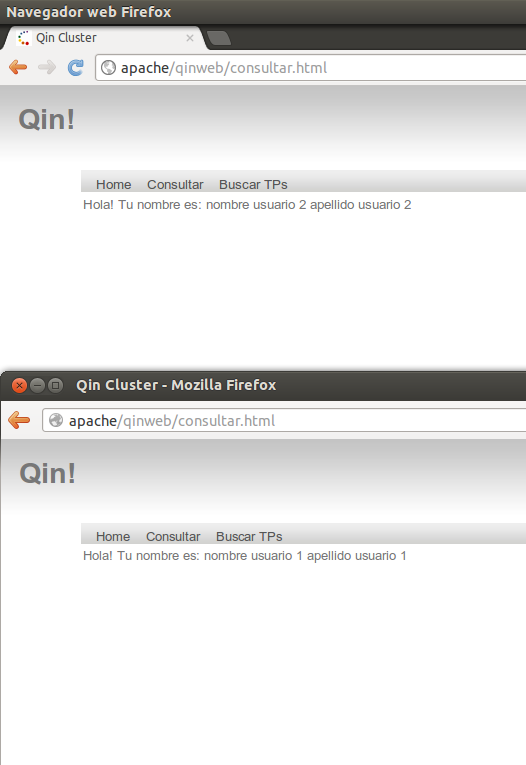 Navegador web Firefox
Qin Cluster
apache/qinweb/consultar.html
Qin!
Home Consultar Buscar TPs
Hola! Tu nombre es: nombre usuario 2 apellido usuario 2
Qin Cluster - Mozilla Firefox
apache/qinweb/consultar.html
Qin!
Home Consultar Buscar TPs
Hola! Tu nombre es: nombre usuario 1 apellido usuario 1